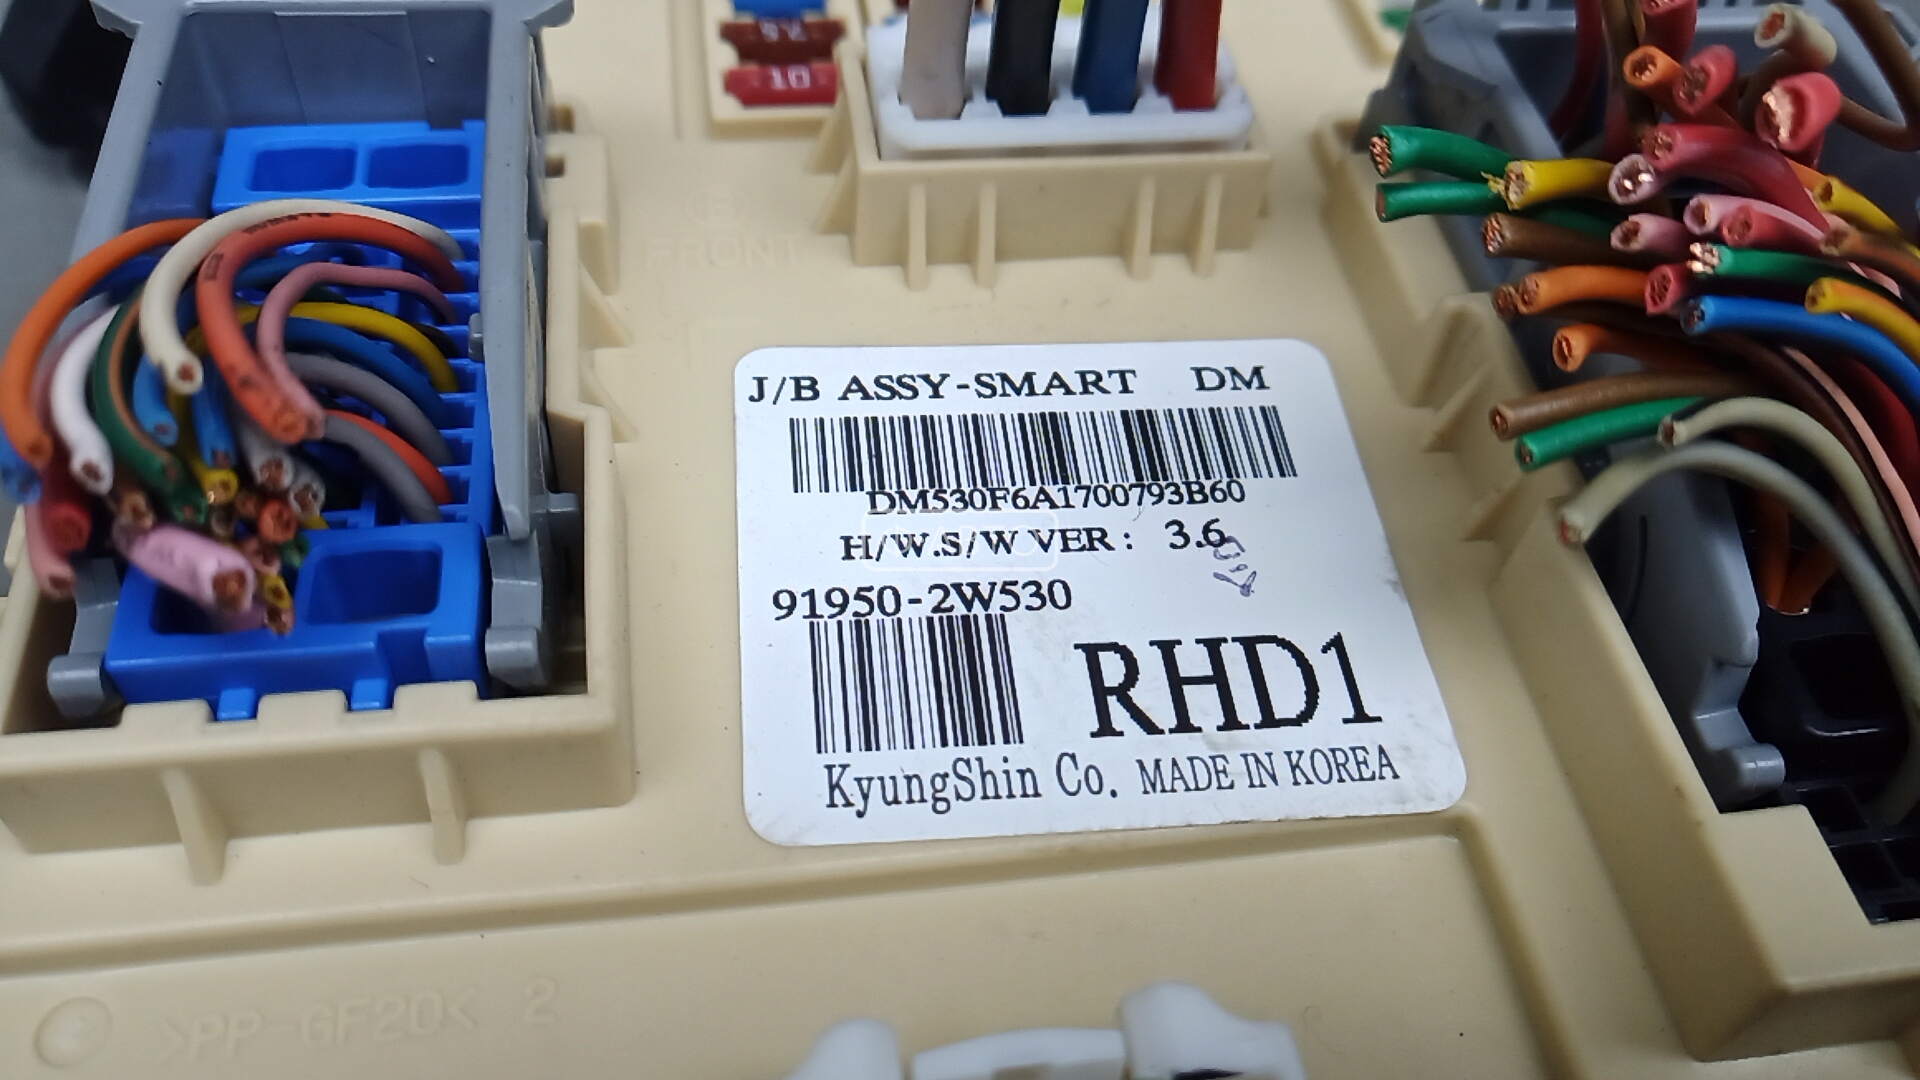 10
FRONT
J/B ASSY-SMART DM
DM530F6A1700793B60
H/W.S/W VER : 3.6
91950-2W530
RHD1
KyungShin Co. MADE IN KOREA
>PP-GF20< 2